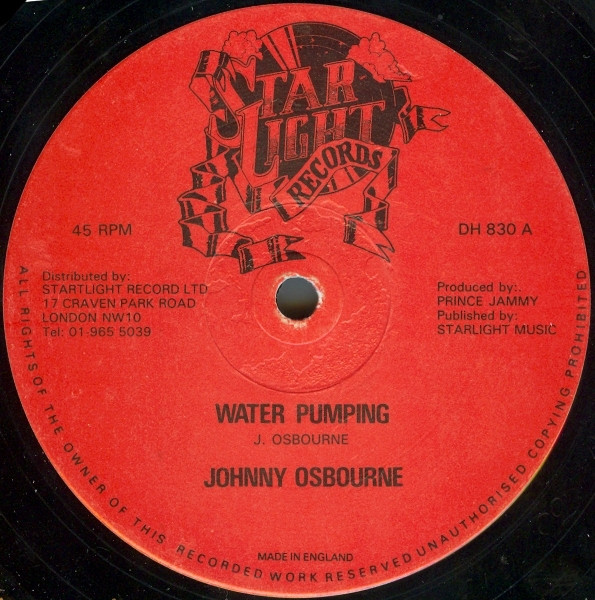 STAR
LIGHT
RECORDS
45 RPM
DH 830 A
Distributed by:
STARTLIGHT RECORD LTD
17 CRAVEN PARK ROAD
LONDON NW10
Tel: 01 965 5039
Produced by:
PRINCE JAMMY
Published by:
STARLIGHT MUSIC
WATER PUMPING
J. OSBOURNE
JOHNNY OSBOURNE
MADE IN ENGLAND
ALL RIGHTS OF THE OWNER OF THIS RECORDED WORK RESERVED UNAUTHORISED COPYING PROHIBITED